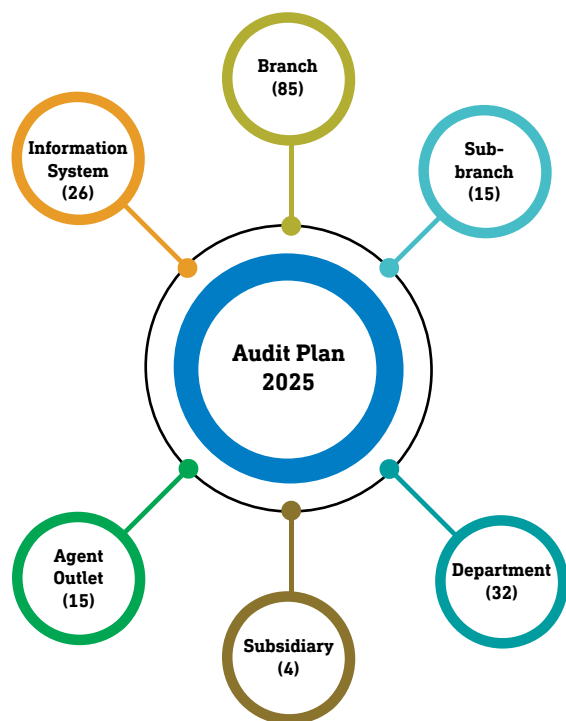 Branch
(85)
Information
System
(26)
Sub-
branch
(15)
Audit Plan
2025
Agent
Outlet
(15)
Department
(32)
Subsidiary
(4)